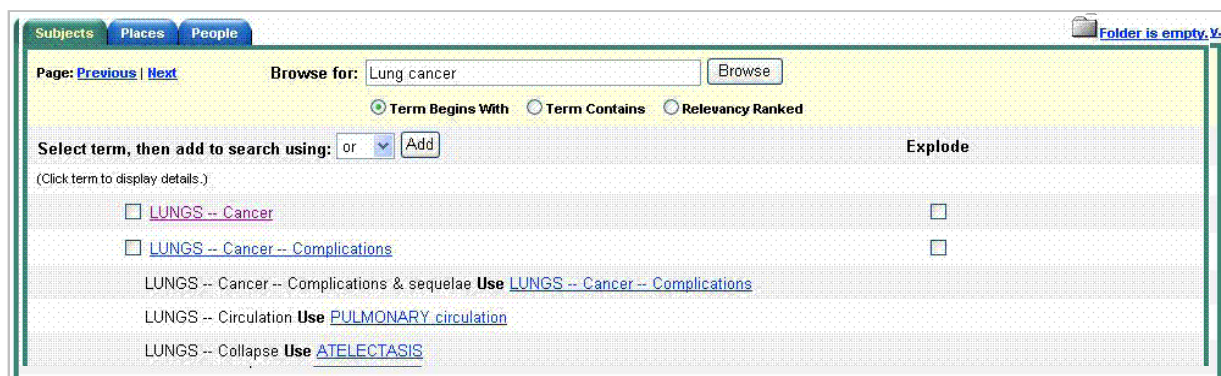 Subjects Places People Folder is empty.
Page: Previous | Next Browse for: Lung cancer Browse
Term Begins With Term Contains Relevancy Ranked
Select term, then add to search using: or Add Explode
(Click term to display details.)
LUNGS -- Cancer
LUNGS -- Cancer -- Complications
LUNGS -- Cancer -- Complications & sequelae Use LUNGS -- Cancer -- Complications
LUNGS -- Circulation Use PULMONARY circulation
LUNGS -- Collapse Use ATELECTASIS